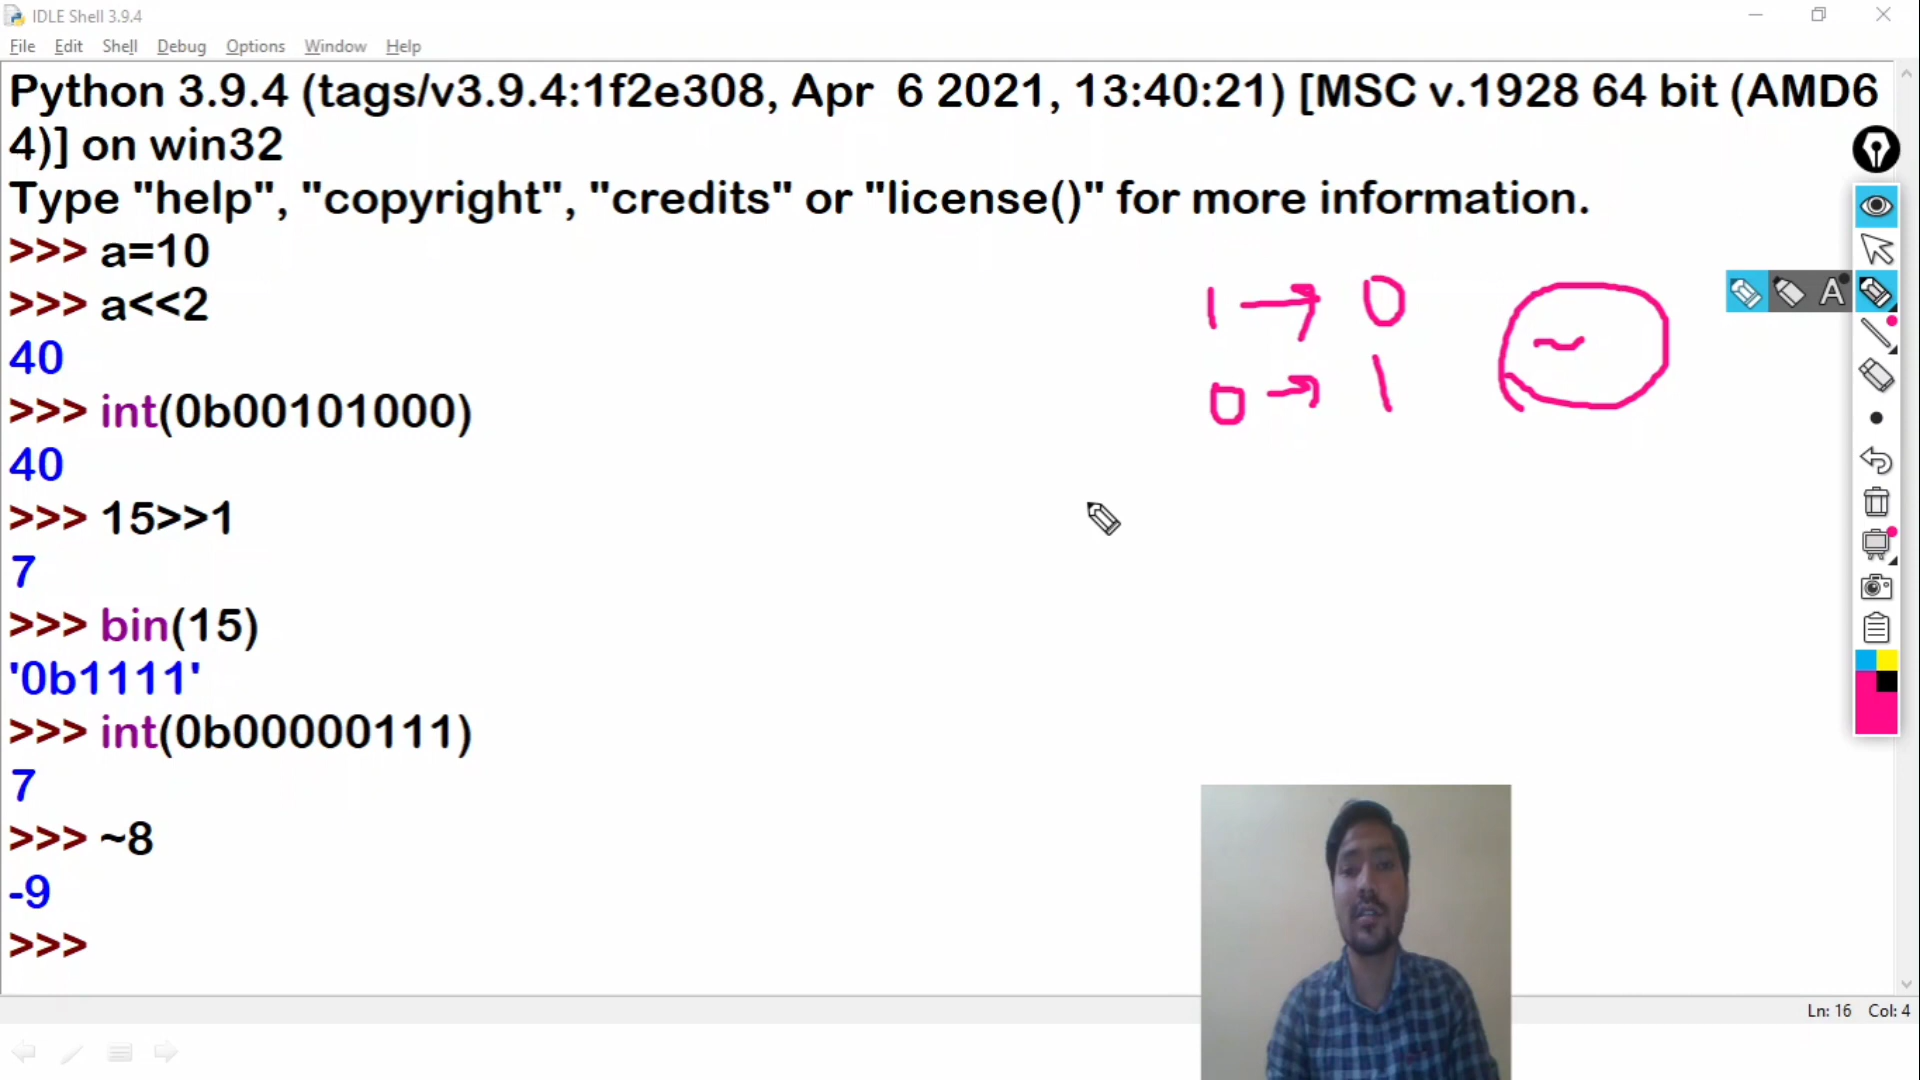 IDLE Shell 3.9.4
File Edit Shell Debug Options Window Help
Python 3.9.4 (tags/v3.9.4:1f2e308, Apr  6 2021, 13:40:21) [MSC v.1928 64 bit (AMD6
4)] on win32
Type "help", "copyright", "credits" or "license()" for more information.
>>> a=10
>>> a<<2
40
>>> int(0b00101000)
40
>>> 15>>1
7
>>> bin(15)
'0b1111'
>>> int(0b00000111)
7
>>> ~8
-9
>>>
1 → 0
0 → 1
~
A
Ln: 16 Col: 4